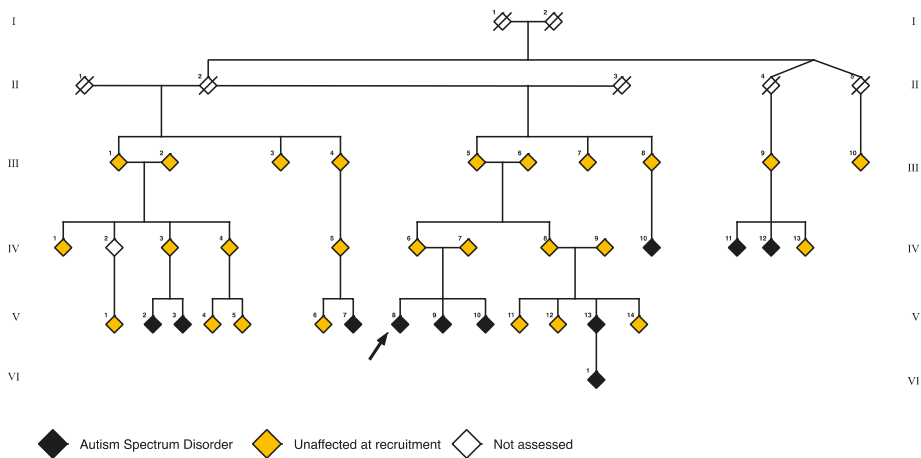 I 1 2 I
II 1 2 3 4 5 II
III 1 2 3 4 5 6 7 8 9 10 III
IV 1 2 3 4 5 6 7 8 9 10 11 12 13 IV
V 1 2 3 4 5 6 7 8 9 10 11 12 13 14 V
VI 1 VI
Autism Spectrum Disorder Unaffected at recruitment Not assessed